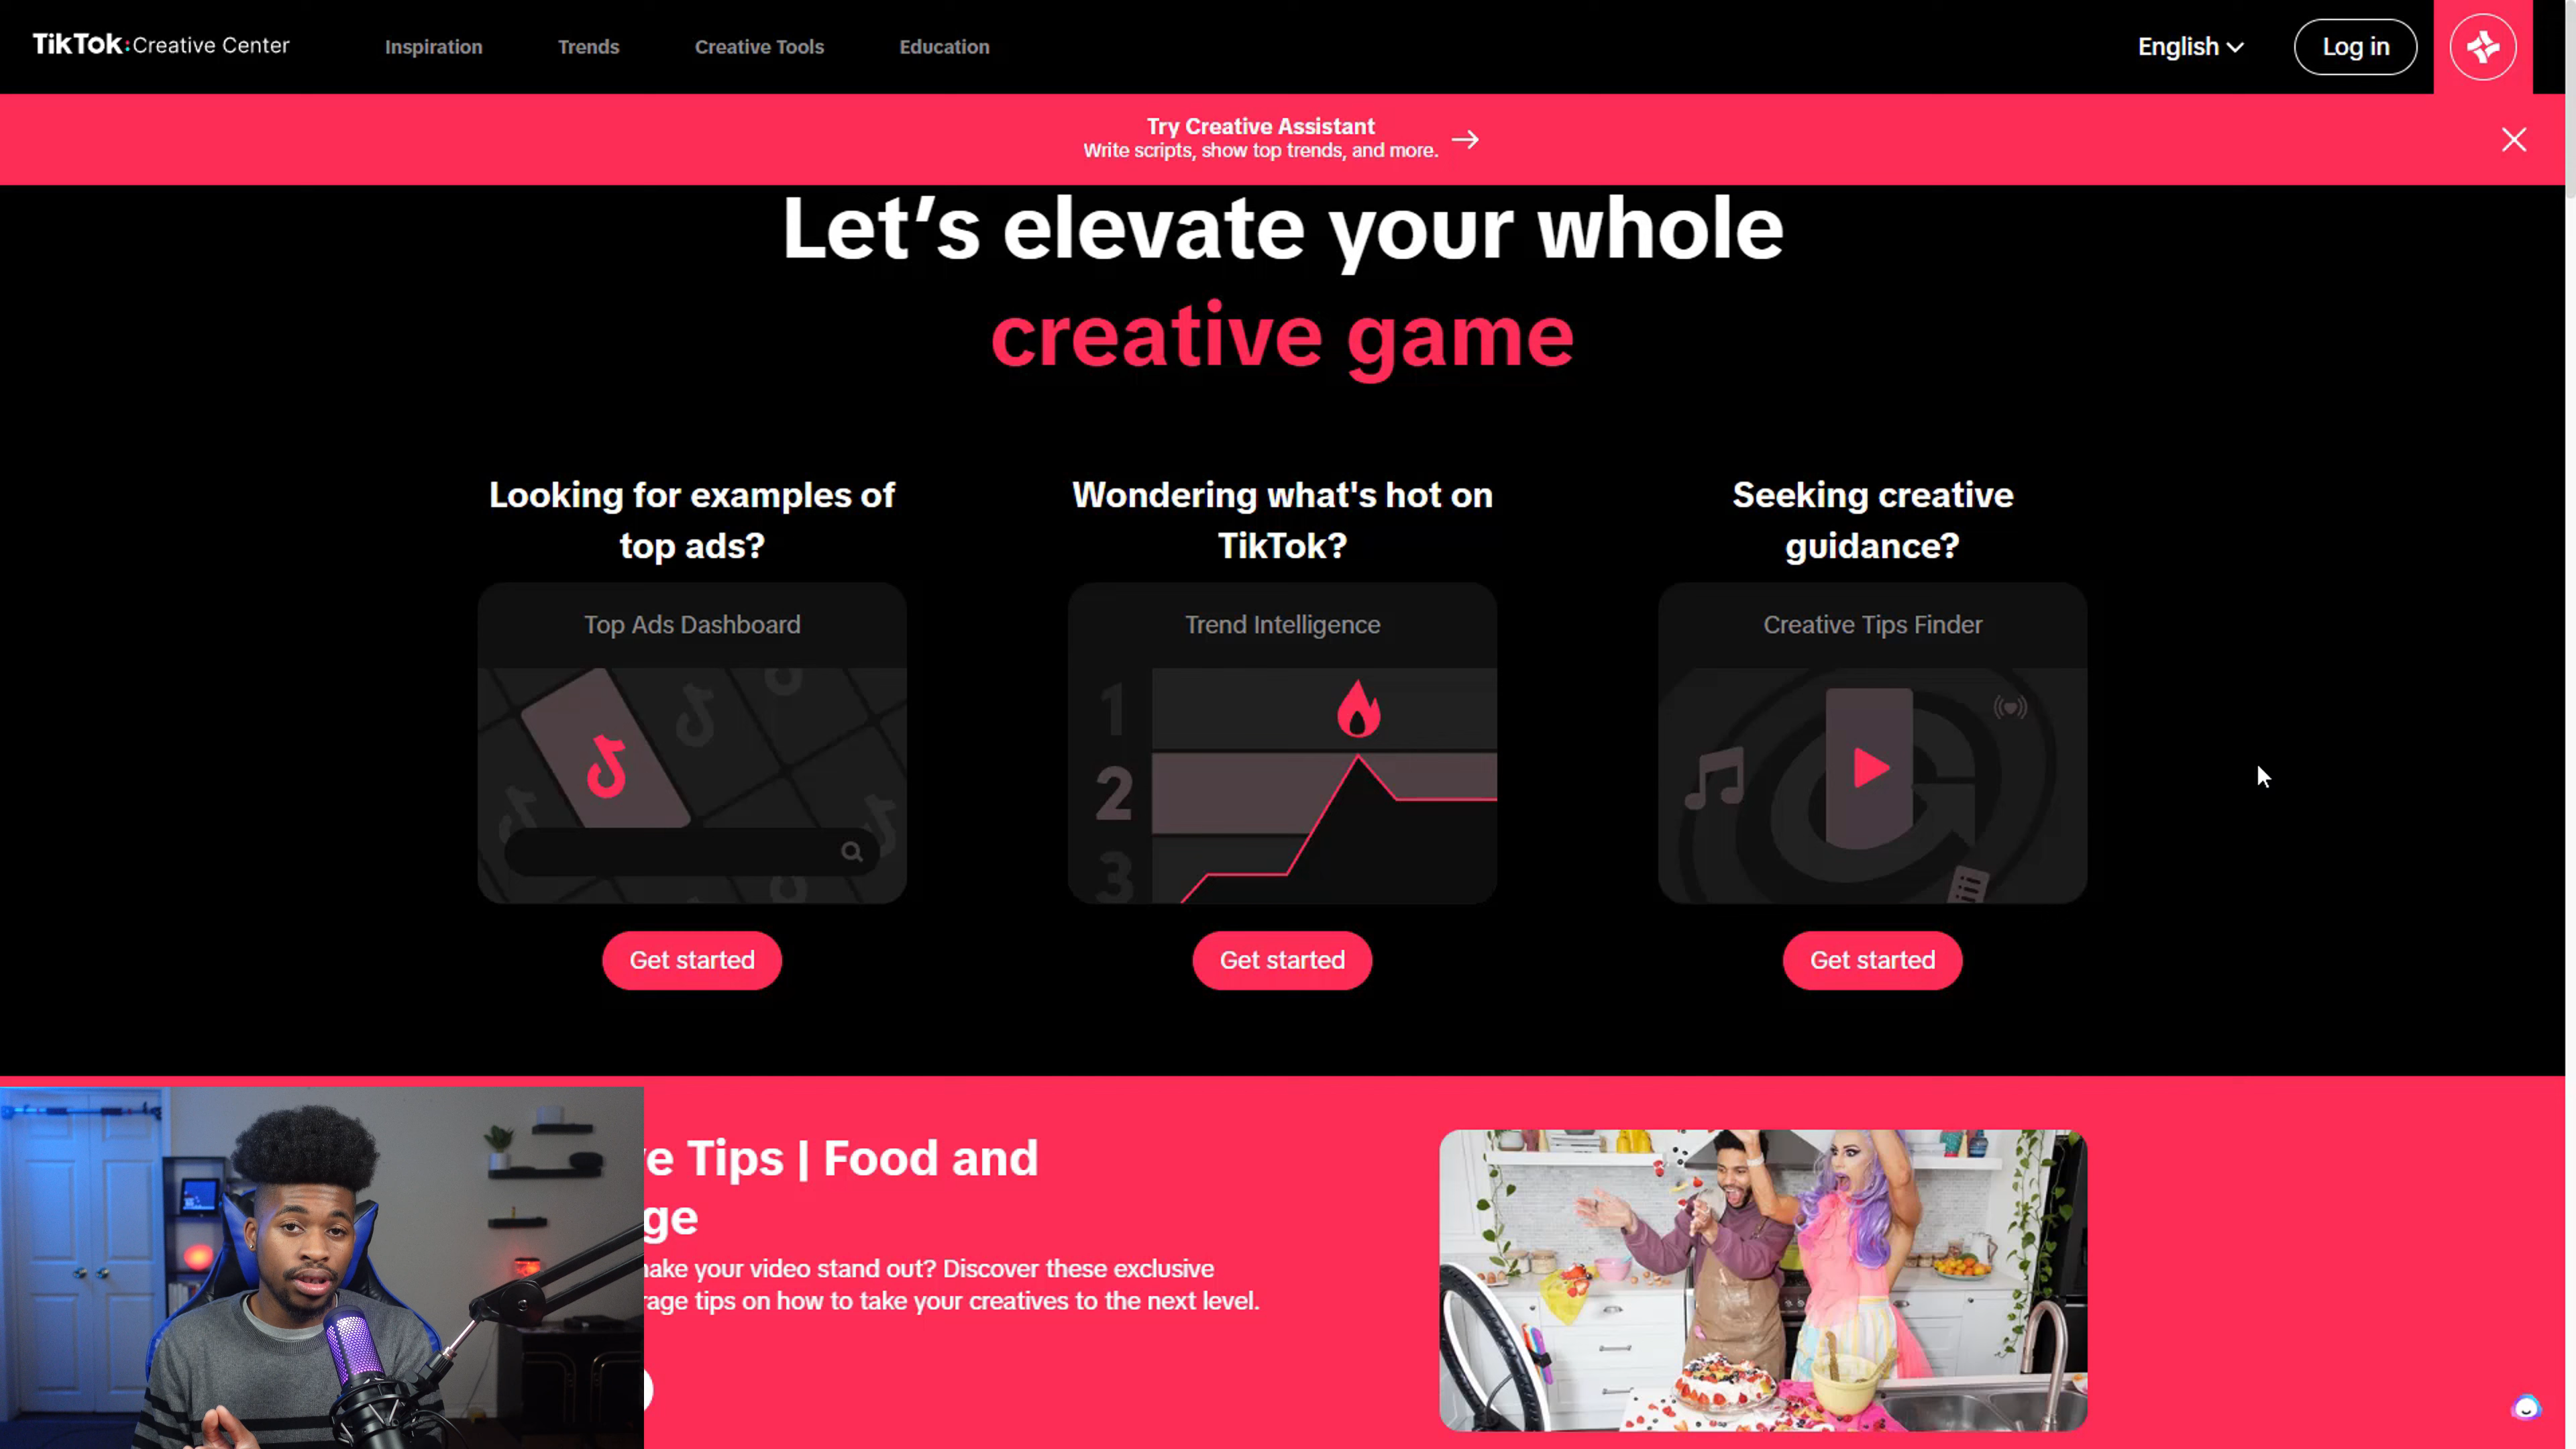 TikTok:Creative Center
Inspiration
Trends
Creative Tools
Education
English
Log in
Try Creative Assistant
Write scripts, show top trends, and more.
Let's elevate your whole
creative game
Looking for examples of
top ads?
Wondering what's hot on
TikTok?
Seeking creative
guidance?
Top Ads Dashboard
Trend Intelligence
Creative Tips Finder
1
2
3
Get started
Get started
Get started
Tips | Food and
your video stand out? Discover these exclusive
tips on how to take your creatives to the next level.